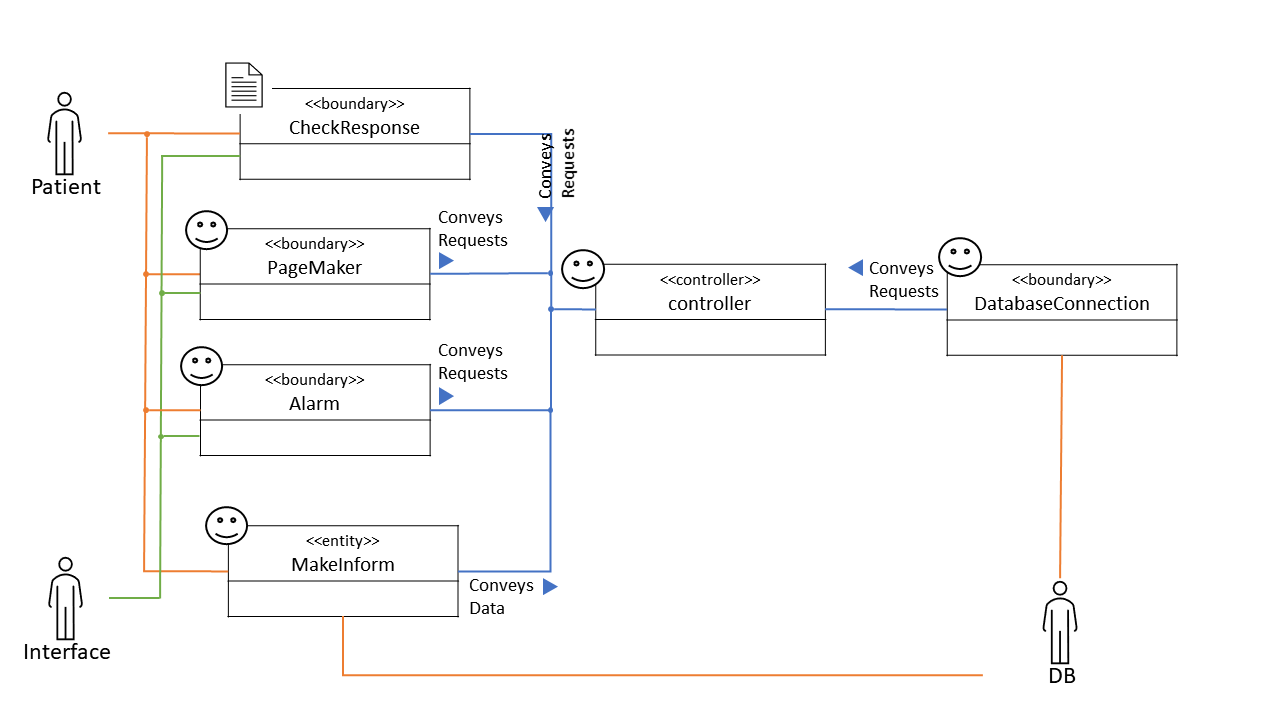 <<boundary>>
CheckResponse
Patient
Conveys
Requests
<<boundary>>
PageMaker
Conveys
Requests
<<controller>>
controller
Conveys
Requests
<<boundary>>
DatabaseConnection
<<boundary>>
Alarm
Conveys
Requests
<<entity>>
MakeInform
Conveys
Data
Interface
DB